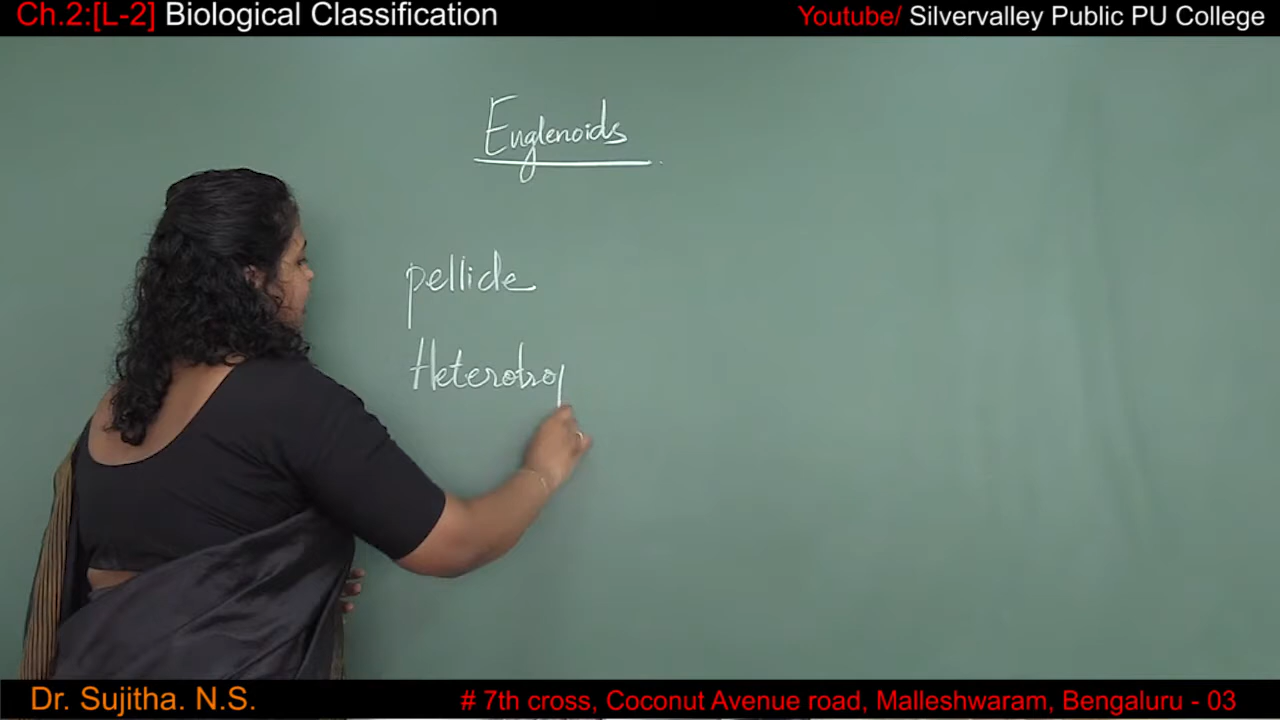 Ch.2:[L-2] Biological Classification
Youtube/ Silvervalley Public PU College
Englenoids
pellicle
Heterotrop
Dr. Sujitha. N.S.
# 7th cross, Coconut Avenue road, Malleshwaram, Bengaluru - 03